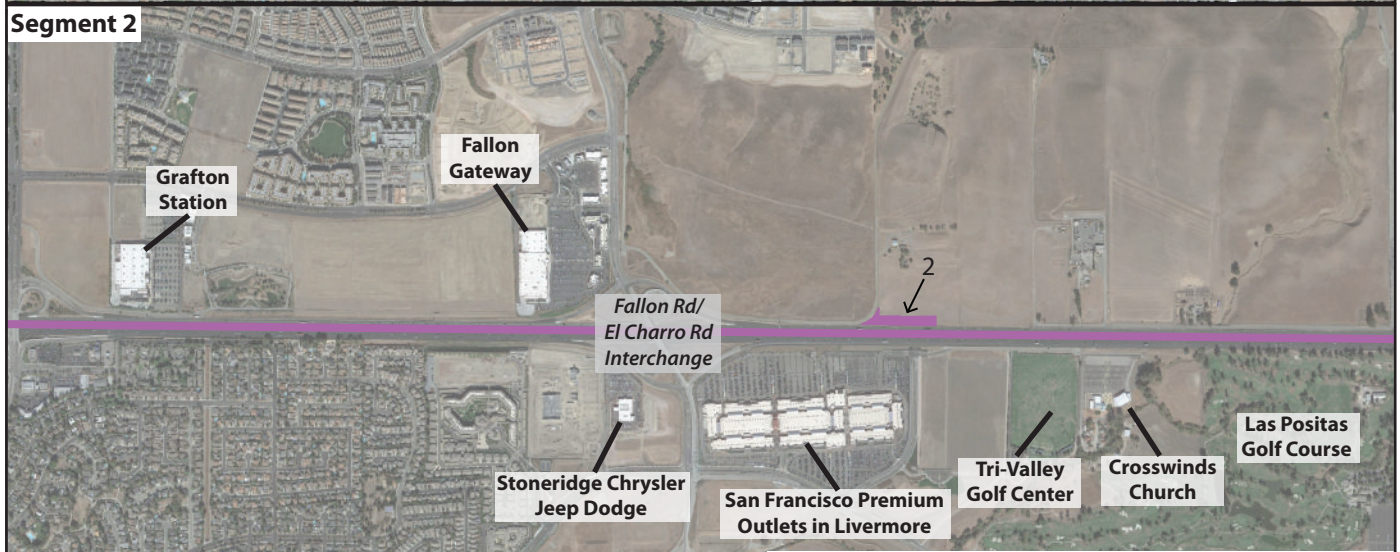 Segment 2
Grafton
Station
Fallon
Gateway
2
Fallon Rd/
El Charro Rd
Interchange
Stoneridge Chrysler
Jeep Dodge
San Francisco Premium
Outlets in Livermore
Tri-Valley
Golf Center
Crosswinds
Church
Las Positas
Golf Course